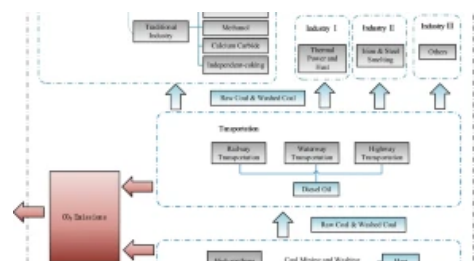 Traditional
Industry
Methanol
Calcium Carbide
Independent-coking
Industry I
Thermal
Power and
Heat
Industry II
Iron & Steel
Smelting
Industry III
Others
Raw Coal & Washed Coal
Transportation
Railway
Transportation
Waterway
Transportation
Highway
Transportation
Diesel Oil
CO₂ Emissions
Raw Coal & Washed Coal
Coal Mining and Washing